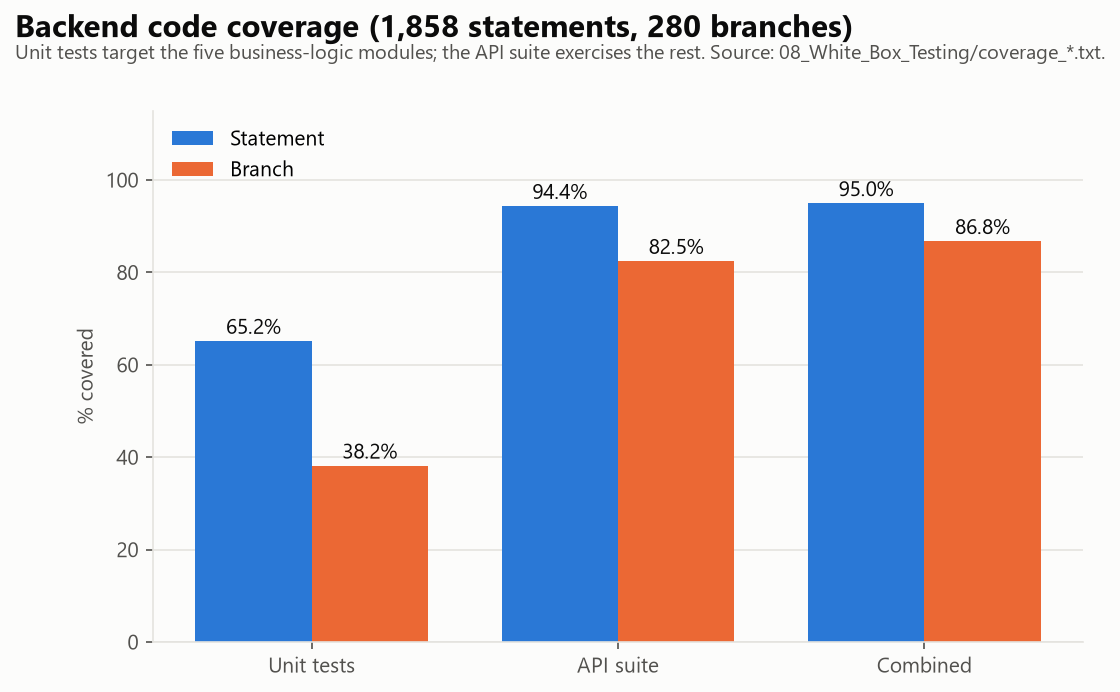 Backend code coverage (1,858 statements, 280 branches)
Unit tests target the five business-logic modules; the API suite exercises the rest. Source: 08_White_Box_Testing/coverage_*.txt.
Statement
Branch
% covered
100
80
60
40
20
0
65.2%
38.2%
94.4%
82.5%
95.0%
86.8%
Unit tests
API suite
Combined